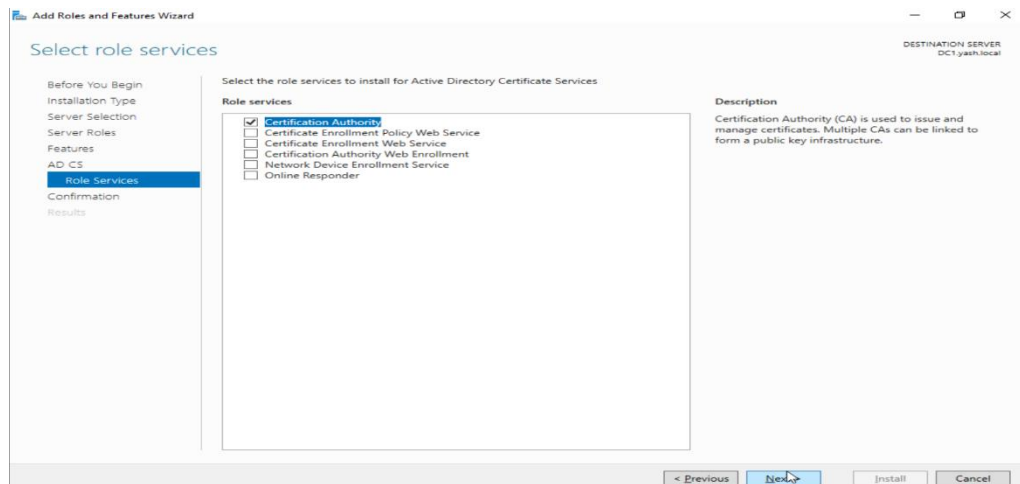 Add Roles and Features Wizard
Select role services
DESTINATION SERVER
DC1.yash.local
Before You Begin
Installation Type
Server Selection
Server Roles
Features
AD CS
Role Services
Confirmation
Results
Select the role services to install for Active Directory Certificate Services
Role services
Certification Authority
Certificate Enrollment Policy Web Service
Certificate Enrollment Web Service
Certification Authority Web Enrollment
Network Device Enrollment Service
Online Responder
Description
Certification Authority (CA) is used to issue and
manage certificates. Multiple CAs can be linked to
form a public key infrastructure.
< Previous
Next >
Install
Cancel